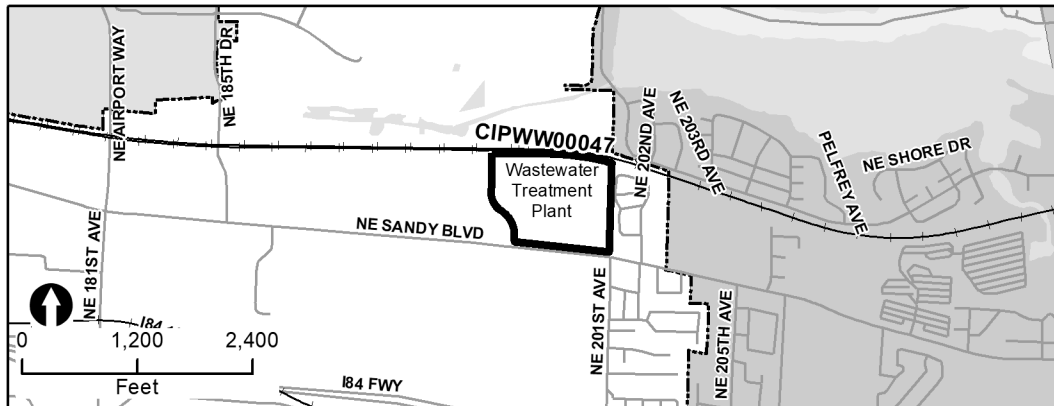 NE AIRPORT WAY
NE 185TH DR
CIPWW00047
NE 202ND AVE
NE 203RD AVE
PELFREY AVE
NE SHORE DR
Wastewater
Treatment
Plant
NE SANDY BLVD
NE 181ST AVE
NE 201ST AVE
NE 205TH AVE
I84
0 1,200 2,400
Feet
I84 FWY